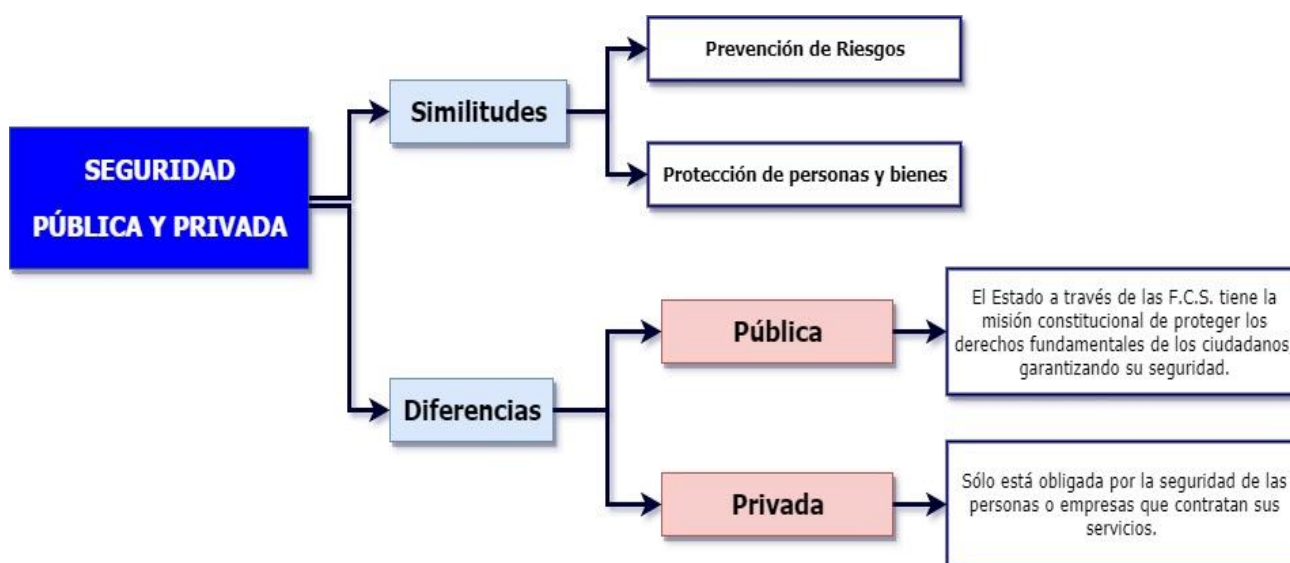 SEGURIDAD
PÚBLICA Y PRIVADA
Similitudes
Prevención de Riesgos
Protección de personas y bienes
Diferencias
Pública
El Estado a través de las F.C.S. tiene la
misión constitucional de proteger los
derechos fundamentales de los ciudadanos,
garantizando su seguridad.
Privada
Sólo está obligada por la seguridad de las
personas o empresas que contratan sus
servicios.